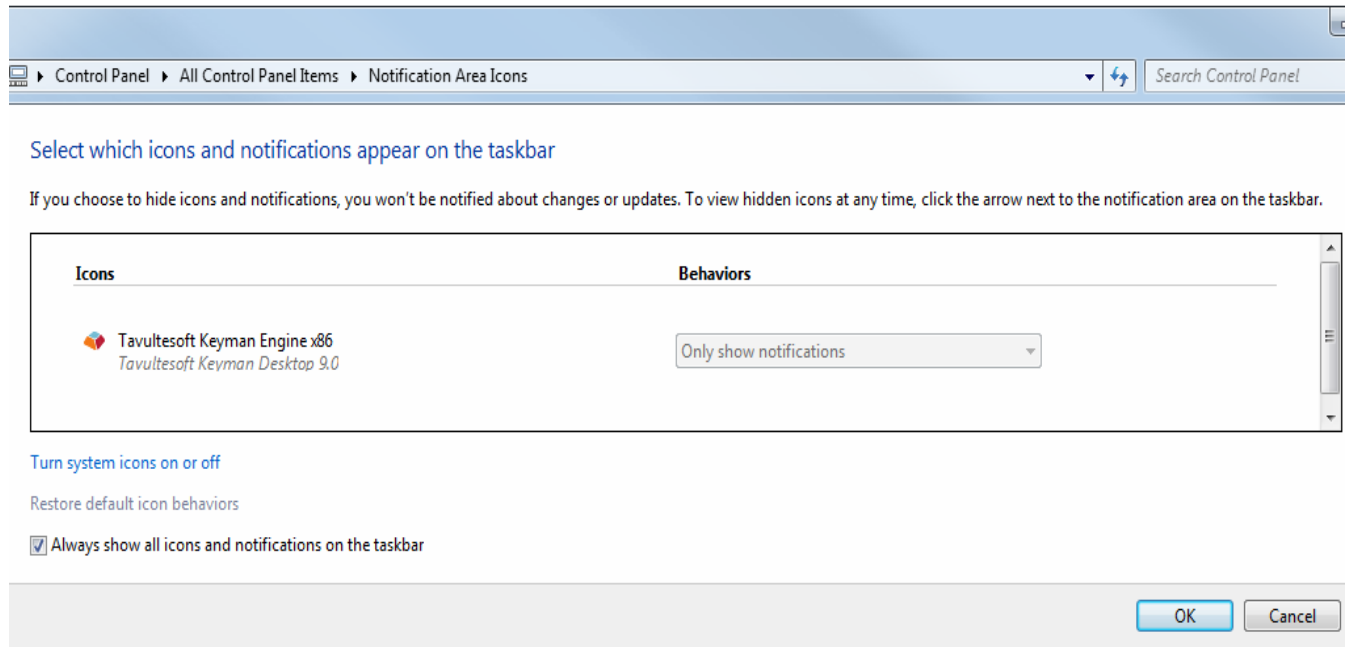 Control Panel All Control Panel Items Notification Area Icons Search Control Panel
Select which icons and notifications appear on the taskbar
If you choose to hide icons and notifications, you won't be notified about changes or updates. To view hidden icons at any time, click the arrow next to the notification area on the taskbar.
Icons Behaviors
Tavultesoft Keyman Engine x86 Only show notifications
Tavultesoft Keyman Desktop 9.0
Turn system icons on or off
Restore default icon behaviors
Always show all icons and notifications on the taskbar
OK Cancel